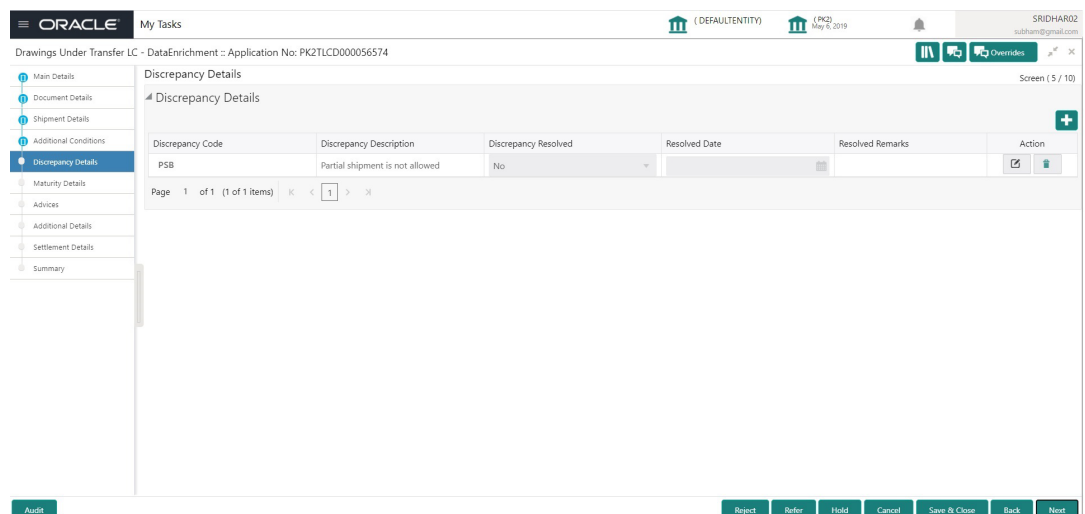 ORACLE My Tasks ( DEFAULTENTITY) (PK2) SRIDHAR02
May 6, 2019 subham@gmail.com
Drawings Under Transfer LC - DataEnrichment :: Application No: PK2TLCD000056574 Overrides
Main Details Discrepancy Details Screen ( 5 / 10)
Document Details Discrepancy Details
Shipment Details
Additional Conditions Discrepancy Code Discrepancy Description Discrepancy Resolved Resolved Date Resolved Remarks Action
Discrepancy Details PSB Partial shipment is not allowed No
Maturity Details Page 1 of 1 (1 of 1 items) 1
Advices
Additional Details
Settlement Details
Summary
Audit Reject Refer Hold Cancel Save & Close Back Next